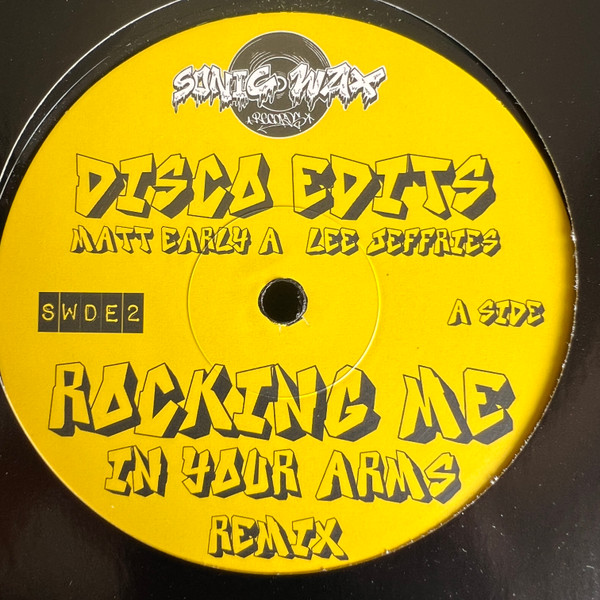 SONIC WAX
RECORDS
DISCO EDITS
MATT EARLY A LEE JEFFRIES
SWDE2
A SIDE
ROCKING ME
IN YOUR ARMS
REMIX